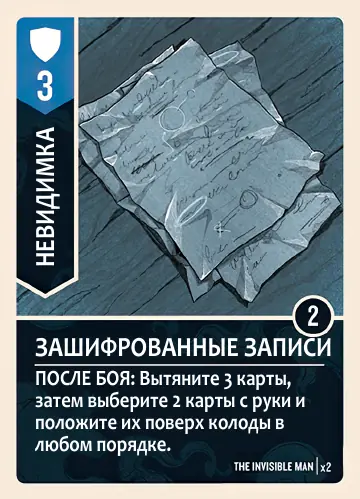 3
НЕВИДИМКА
2
ЗАШИФРОВАННЫЕ ЗАПИСИ
ПОСЛЕ БОЯ: Вытяните 3 карты,
затем выберите 2 карты с руки и
положите их поверх колоды в
любом порядке.
THE INVISIBLE MAN | x2